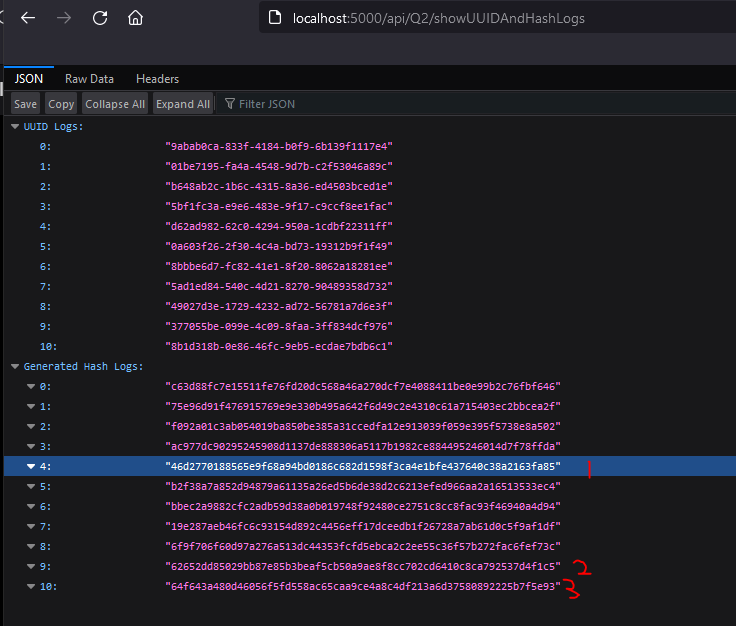 localhost:5000/api/Q2/showUUIDAndHashLogs
JSON Raw Data Headers
Save Copy Collapse All Expand All Filter JSON
UUID Logs:
0: "9abab0ca-833f-4184-b0f9-6b139f1117e4"
1: "01be7195-fa4a-4548-9d7b-c2f53046a89c"
2: "b648ab2c-1b6c-4315-8a36-ed4503bced1e"
3: "5bf1fc3a-e9e6-483e-9f17-c9ccf8ee1fac"
4: "d62ad982-62c0-4294-950a-1cdbf22311ff"
5: "0a603f26-2f30-4c4a-bd73-19312b9f1f49"
6: "8bbbe6d7-fc82-41e1-8f20-8062a18281ee"
7: "5ad1ed84-540c-4d21-8270-90489358d732"
8: "49027d3e-1729-4232-ad72-56781a7d6e3f"
9: "377055be-099e-4c09-8faa-3ff834dcf976"
10: "8b1d318b-0e86-46fc-9eb5-ecdae7bdb6c1"
Generated Hash Logs:
0: "c63d88fc7e15511fe76fd20dc568a46a270dcf7e4088411be0e99b2c76fbf646"
1: "75e96d91f476915769e9e330b495a642f6d49c2e4310c61a715403ec2bbcea2f"
2: "f092a01c3ab054019ba850be385a31ccedfa12e913039f059e395f5738e8a502"
3: "ac977dc90295245908d1137de888306a5117b1982ce884495246014d7f78ffda"
4: "46d2770188565e9f68a94bd0186c682d1598f3ca4e1bfe437640c38a2163fa85" 1
5: "b2f38a7a852d94879a61135a26ed5b6de38d2c6213efed966aa2a16513533ec4"
6: "bbec2a9882cfc2adb59d38a0b019748f92480ce2751c8cc8fac93f46940a4d94"
7: "19e287aeb46fc6c93154d892c4456eff17dceedb1f26728a7ab61d0c5f9af1df"
8: "6f9f706f60d97a276a513dc44353fcfd5ebca2c2ee55c36f57b272fac6fef73c"
9: "62652dd85029bb87e85b3beaf5cb50a9ae8f8cc702cd6410c8ca792537d4f1c5" 2
10: "64f643a480d46056f5fd558ac65caa9ce4a8c4df213a6d37580892225b7f5e93" 3